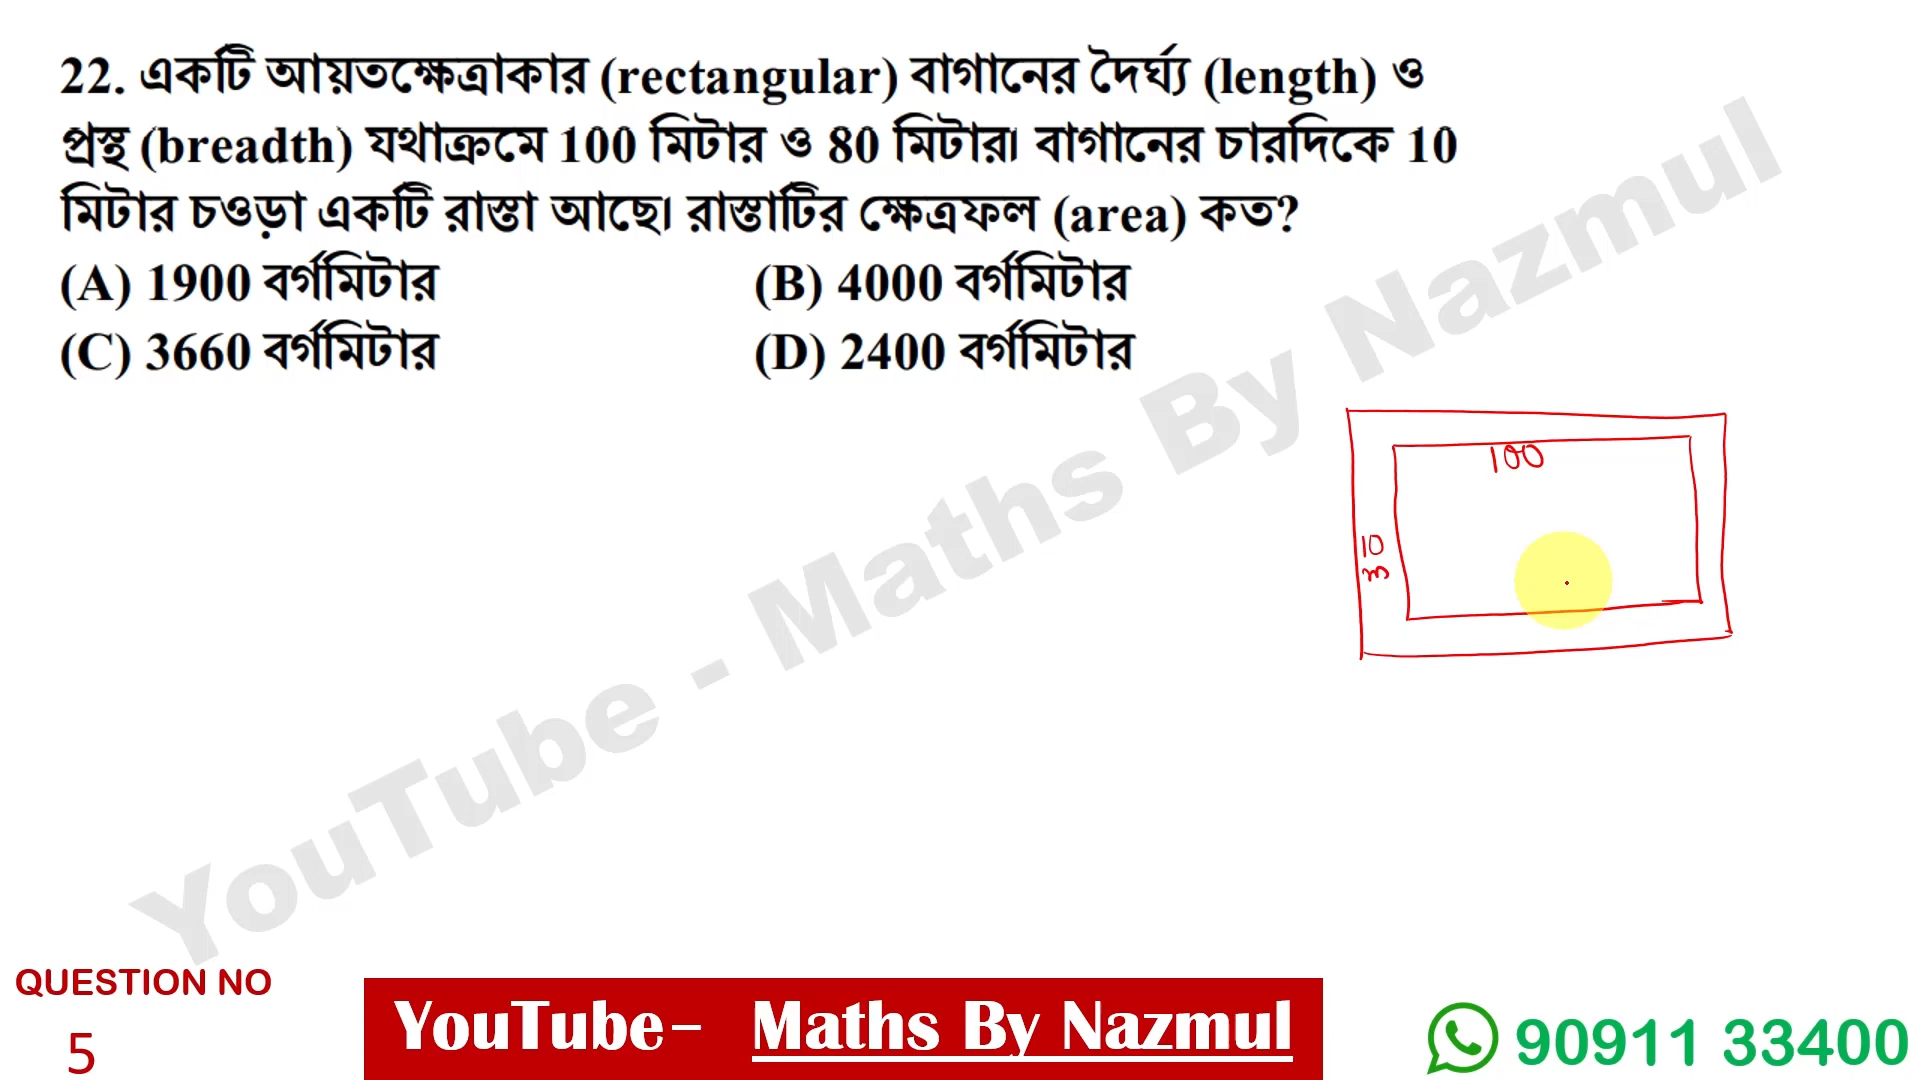 22. একটি আয়তক্ষেত্রাকার (rectangular) বাগানের দৈর্ঘ্য (length) ও
প্রস্থ (breadth) যথাক্রমে 100 মিটার ও 80 মিটার। বাগানের চারদিকে 10
মিটার চওড়া একটি রাস্তা আছে। রাস্তাটির ক্ষেত্রফল (area) কত?
(A) 1900 বর্গমিটার (B) 4000 বর্গমিটার
(C) 3660 বর্গমিটার (D) 2400 বর্গমিটার
100
10
m
YouTube - Maths By Nazmul
QUESTION NO
5
YouTube- Maths By Nazmul
90911 33400